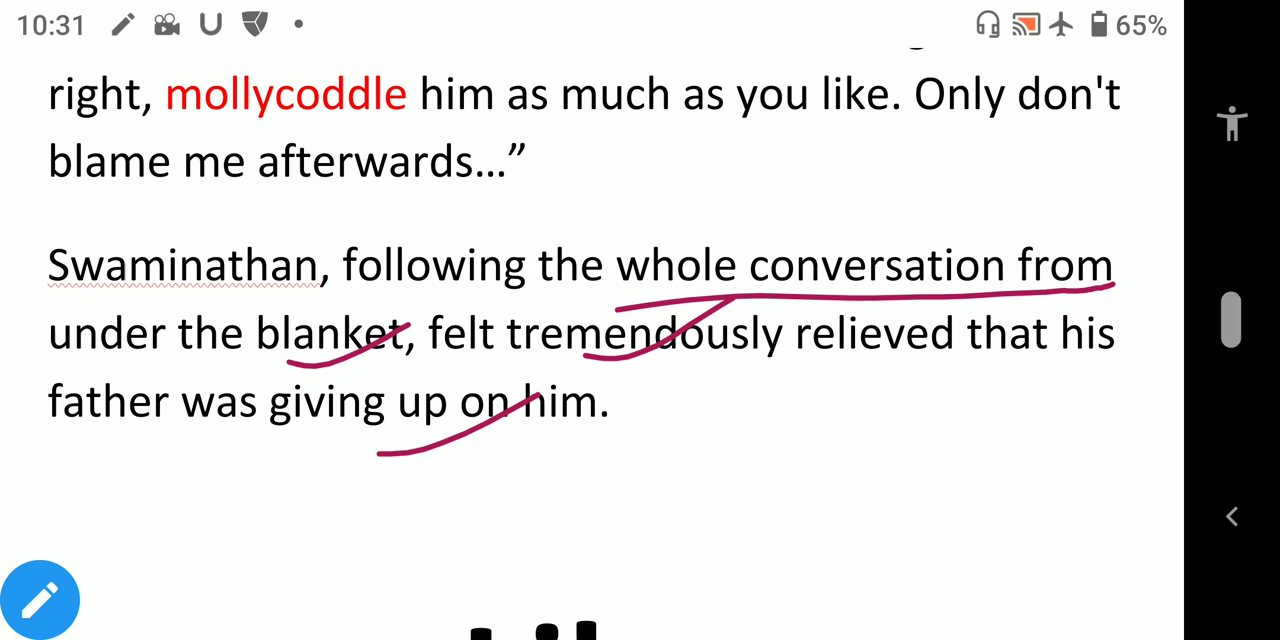 10:31 65%
right, mollycoddle him as much as you like. Only don't
blame me afterwards...”
Swaminathan, following the whole conversation from
under the blanket, felt tremendously relieved that his
father was giving up on him.